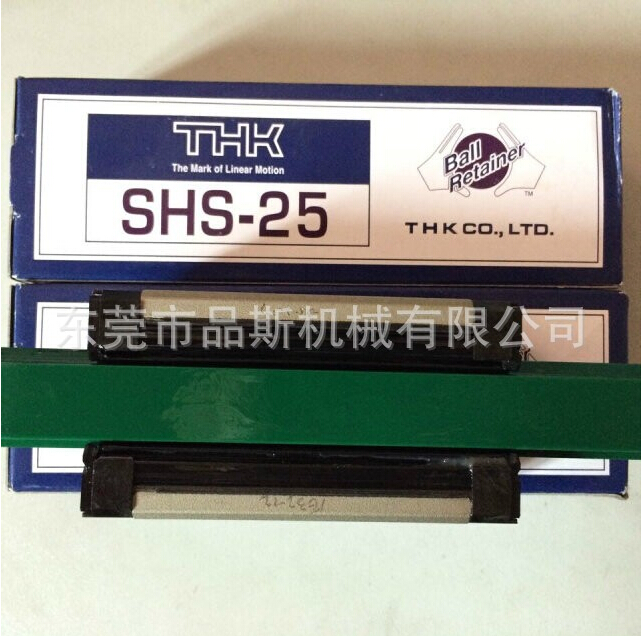 THK
The Mark of Linear Motion
SHS-25
Ball
Retainer
TM
THK CO., LTD.
东莞市品斯机械有限公司